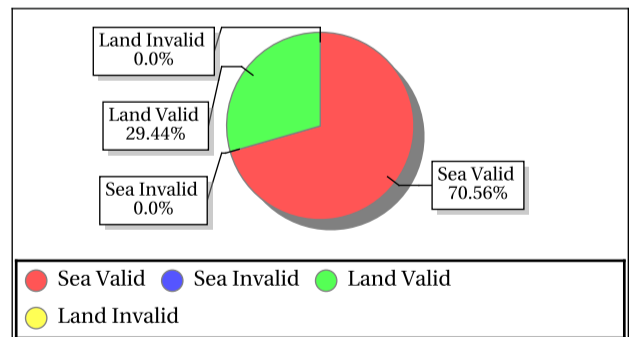 Land Invalid
0.0%
Land Valid
29.44%
Sea Invalid
0.0%
Sea Valid
70.56%
Sea Valid Sea Invalid Land Valid
Land Invalid